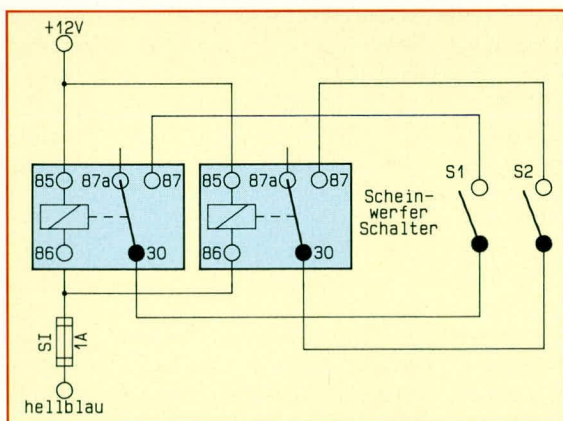 +12V
85 87a 87 85 87a 87
86 30 86 30
S1 S2
Schein-
werfer
Schalter
SI 1A
hellblau